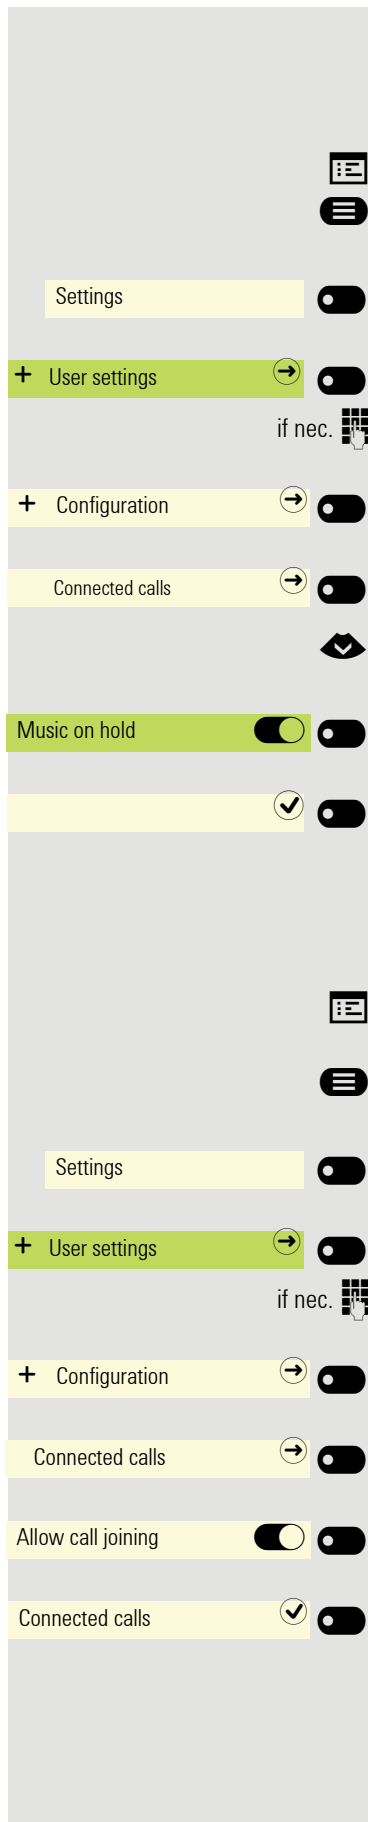 Settings
+ User settings
if nec.
+ Configuration
Connected calls
Music on hold
Settings
+ User settings
if nec.
+ Configuration
Connected calls
Allow call joining
Connected calls